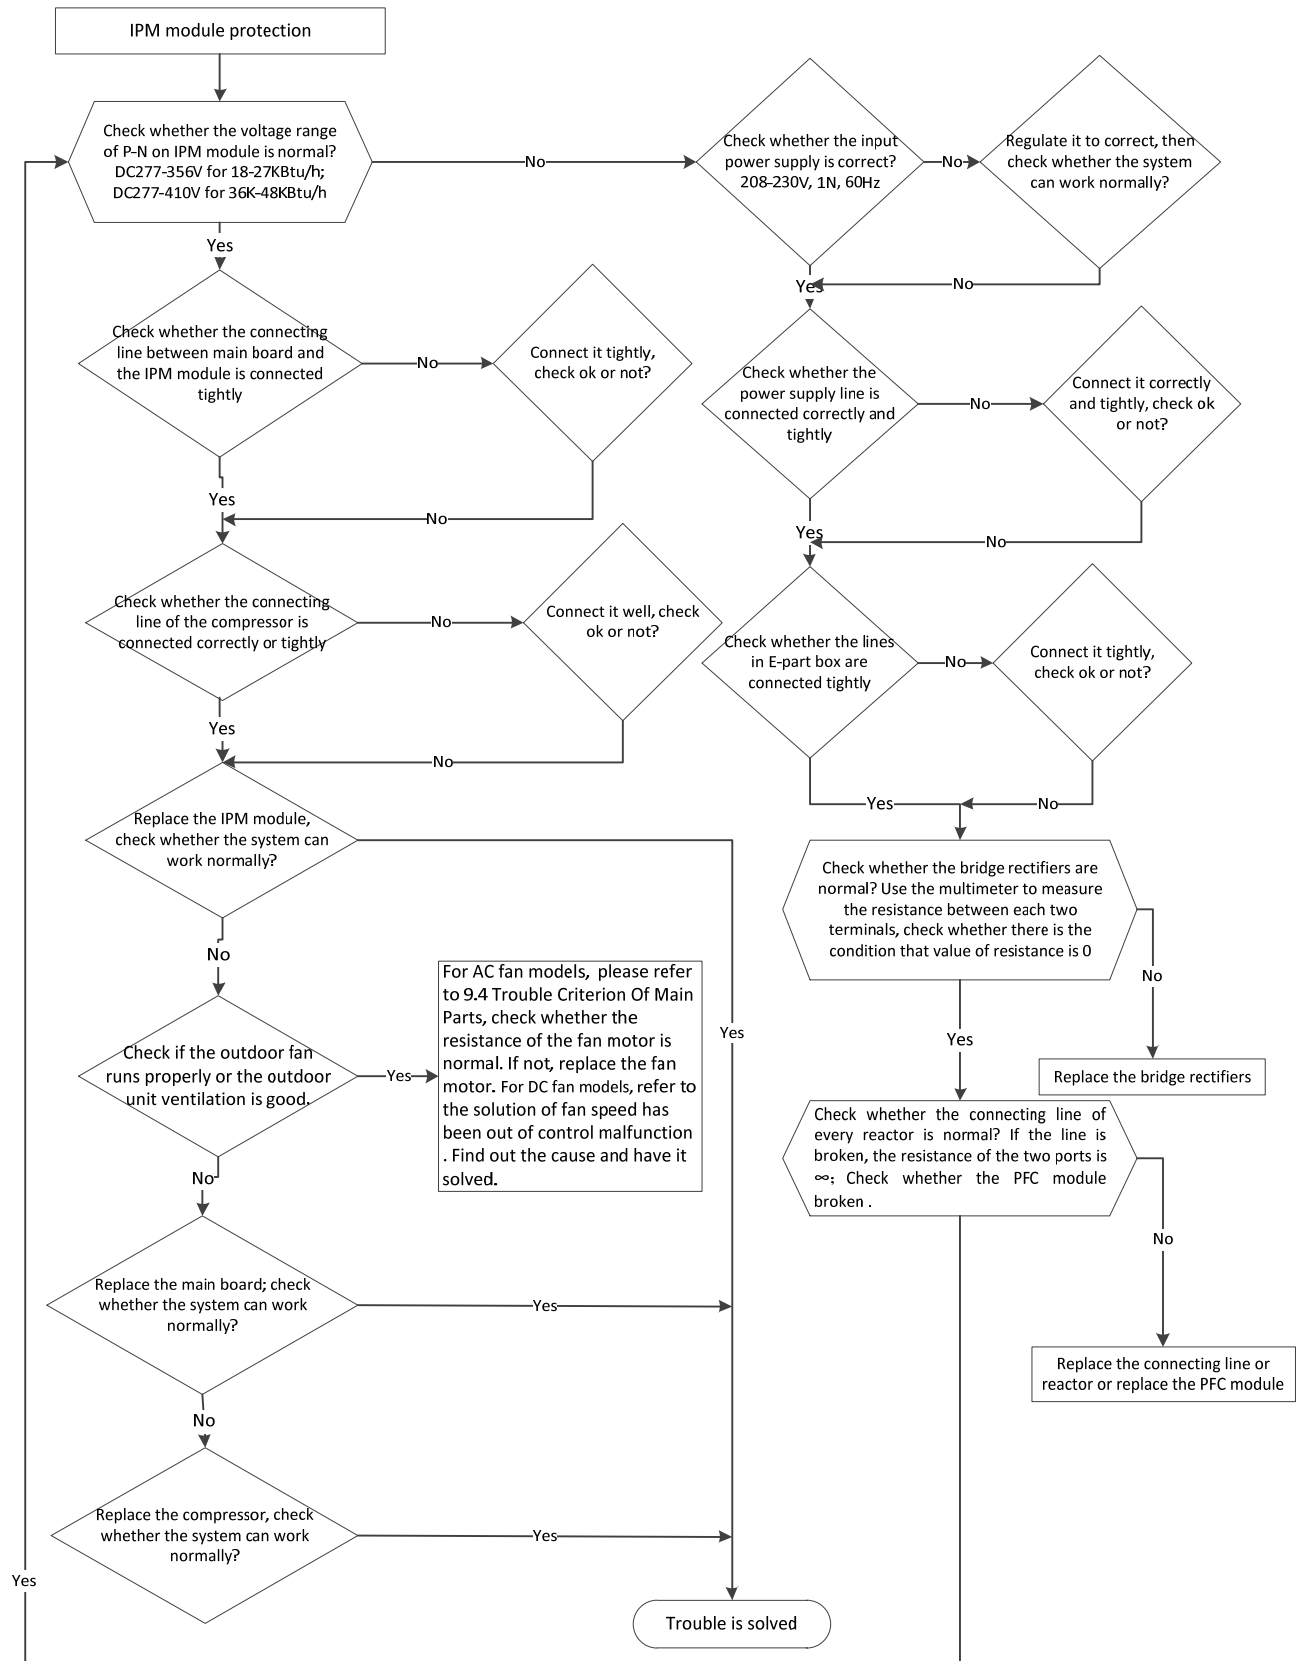 IPM module protection
Check whether the voltage range
of P-N on IPM module is normal?
DC277-356V for 18-27KBtu/h;
DC277-410V for 36K-48KBtu/h
No
Check whether the input
power supply is correct?
208-230V, 1N, 60Hz
No
Regulate it to correct, then
check whether the system
can work normally?
Yes
Yes
No
Check whether the connecting
line between main board and
the IPM module is connected
tightly
No
Connect it tightly,
check ok or not?
Check whether the
power supply line is
connected correctly and
tightly
No
Connect it correctly
and tightly, check ok
or not?
Yes
No
Yes
No
Check whether the connecting
line of the compressor is
connected correctly or tightly
No
Connect it well, check
ok or not?
Check whether the lines
in E-part box are
connected tightly
No
Connect it tightly,
check ok or not?
Yes
No
Yes
No
Replace the IPM module,
check whether the system can
work normally?
Check whether the bridge rectifiers are
normal? Use the multimeter to measure
the resistance between each two
terminals, check whether there is the
condition that value of resistance is 0
No
No
Yes
Yes
Check if the outdoor fan
runs properly or the outdoor
unit ventilation is good.
Yes
For AC fan models, please refer
to 9.4 Trouble Criterion Of Main
Parts, check whether the
resistance of the fan motor is
normal. If not, replace the fan
motor. For DC fan models, refer to
the solution of fan speed has
been out of control malfunction
. Find out the cause and have it
solved.
Replace the bridge rectifiers
Check whether the connecting line of
every reactor is normal? If the line is
broken, the resistance of the two ports is
∞; Check whether the PFC module
broken .
No
No
Replace the main board; check
whether the system can work
normally?
Yes
Replace the connecting line or
reactor or replace the PFC module
No
Replace the compressor, check
whether the system can work
normally?
Yes
Yes
Trouble is solved